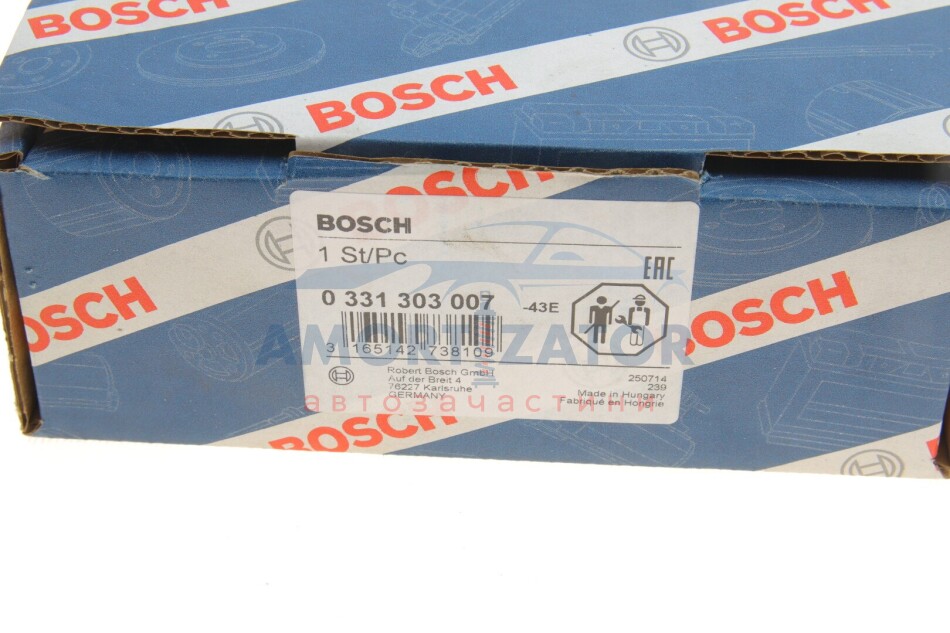 BOSCH
BOSCH
BOSCH
BOSCH
BOSCH
BOSCH
BOSCH
BOSCH
1 St/Pc
EAC
0 331 303 007
-43E
AMORTIZATOR
3 165142 738109
Robert Bosch GmbH
Auf der Breit 4
76227 Karlsruhe
GERMANY
250714
239
Made in Hungary
Fabriqué en Hongrie
автозапчастини
BOSCH